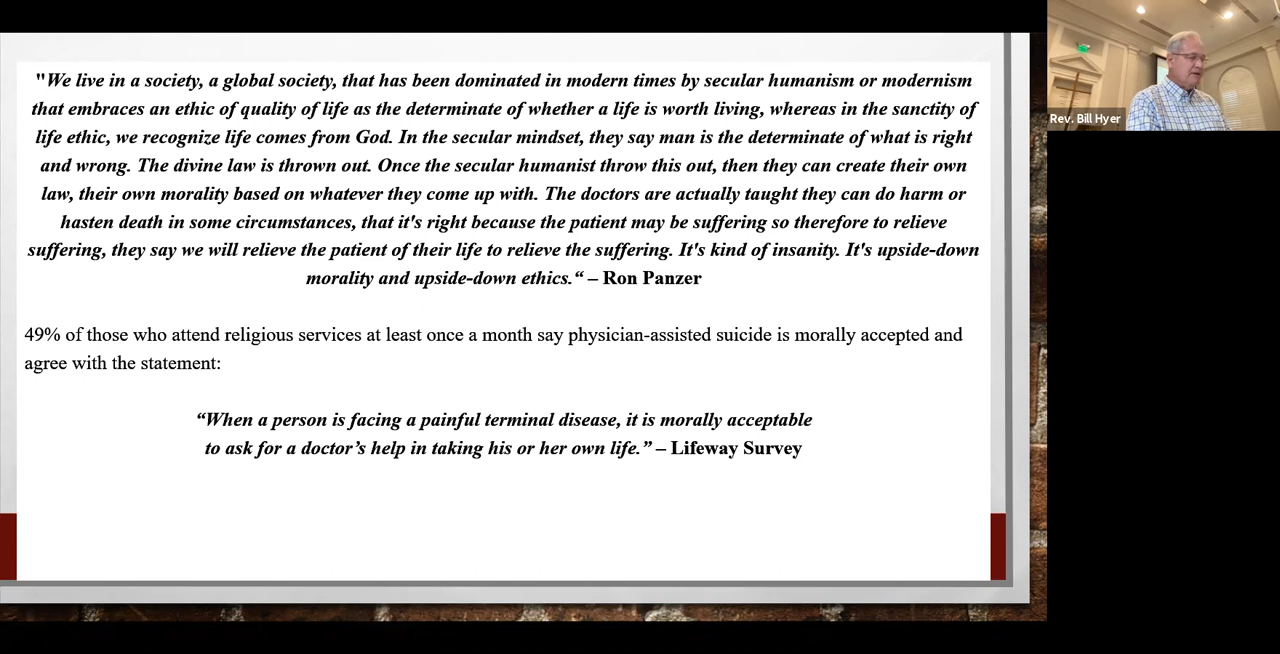 "We live in a society, a global society, that has been dominated in modern times by secular humanism or modernism
that embraces an ethic of quality of life as the determinate of whether a life is worth living, whereas in the sanctity of
life ethic, we recognize life comes from God. In the secular mindset, they say man is the determinate of what is right
and wrong. The divine law is thrown out. Once the secular humanist throw this out, then they can create their own
law, their own morality based on whatever they come up with. The doctors are actually taught they can do harm or
hasten death in some circumstances, that it's right because the patient may be suffering so therefore to relieve
suffering, they say we will relieve the patient of their life to relieve the suffering. It's kind of insanity. It's upside-down
morality and upside-down ethics.“ – Ron Panzer
49% of those who attend religious services at least once a month say physician-assisted suicide is morally accepted and
agree with the statement:
“When a person is facing a painful terminal disease, it is morally acceptable
to ask for a doctor’s help in taking his or her own life.” – Lifeway Survey
Rev. Bill Hyer